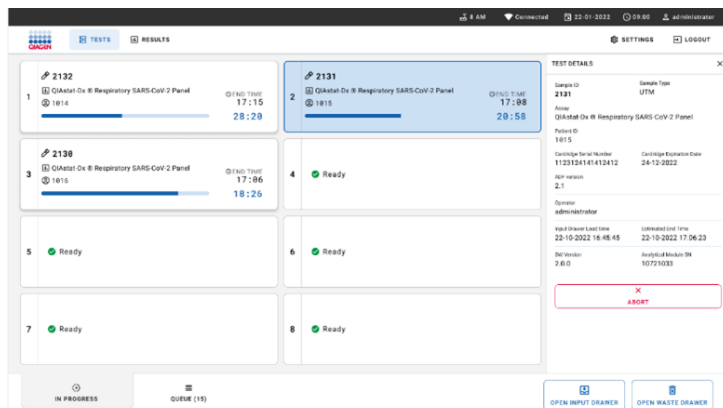 8 AM Connected 22-01-2022 09:00 administrator
QIAGEN TESTS RESULTS SETTINGS LOGOUT
1
2132
QIAstat-Dx ® Respiratory SARS-CoV-2 Panel
1014
END TIME
17:15
28:20
2
2131
QIAstat-Dx ® Respiratory SARS-CoV-2 Panel
1015
END TIME
17:08
20:58
3
2130
QIAstat-Dx ® Respiratory SARS-CoV-2 Panel
1016
END TIME
17:06
18:26
4 Ready
5 Ready
6 Ready
7 Ready
8 Ready
TEST DETAILS
Sample ID Sample Type
2131 UTM
Assay
QIAstat-Dx ® Respiratory SARS-CoV-2 Panel
Patient ID
1015
Cartridge Serial Number Cartridge Expiration Date
1123124141412412 24-12-2022
ADF version
2.1
Operator
administrator
Input Drawer Load time Estimated End Time
22-10-2022 16:45:45 22-10-2022 17:06:23
SW Version Analytical Module SN
2.0.0 10721033
ABORT
IN PROGRESS QUEUE (15)
OPEN INPUT DRAWER OPEN WASTE DRAWER